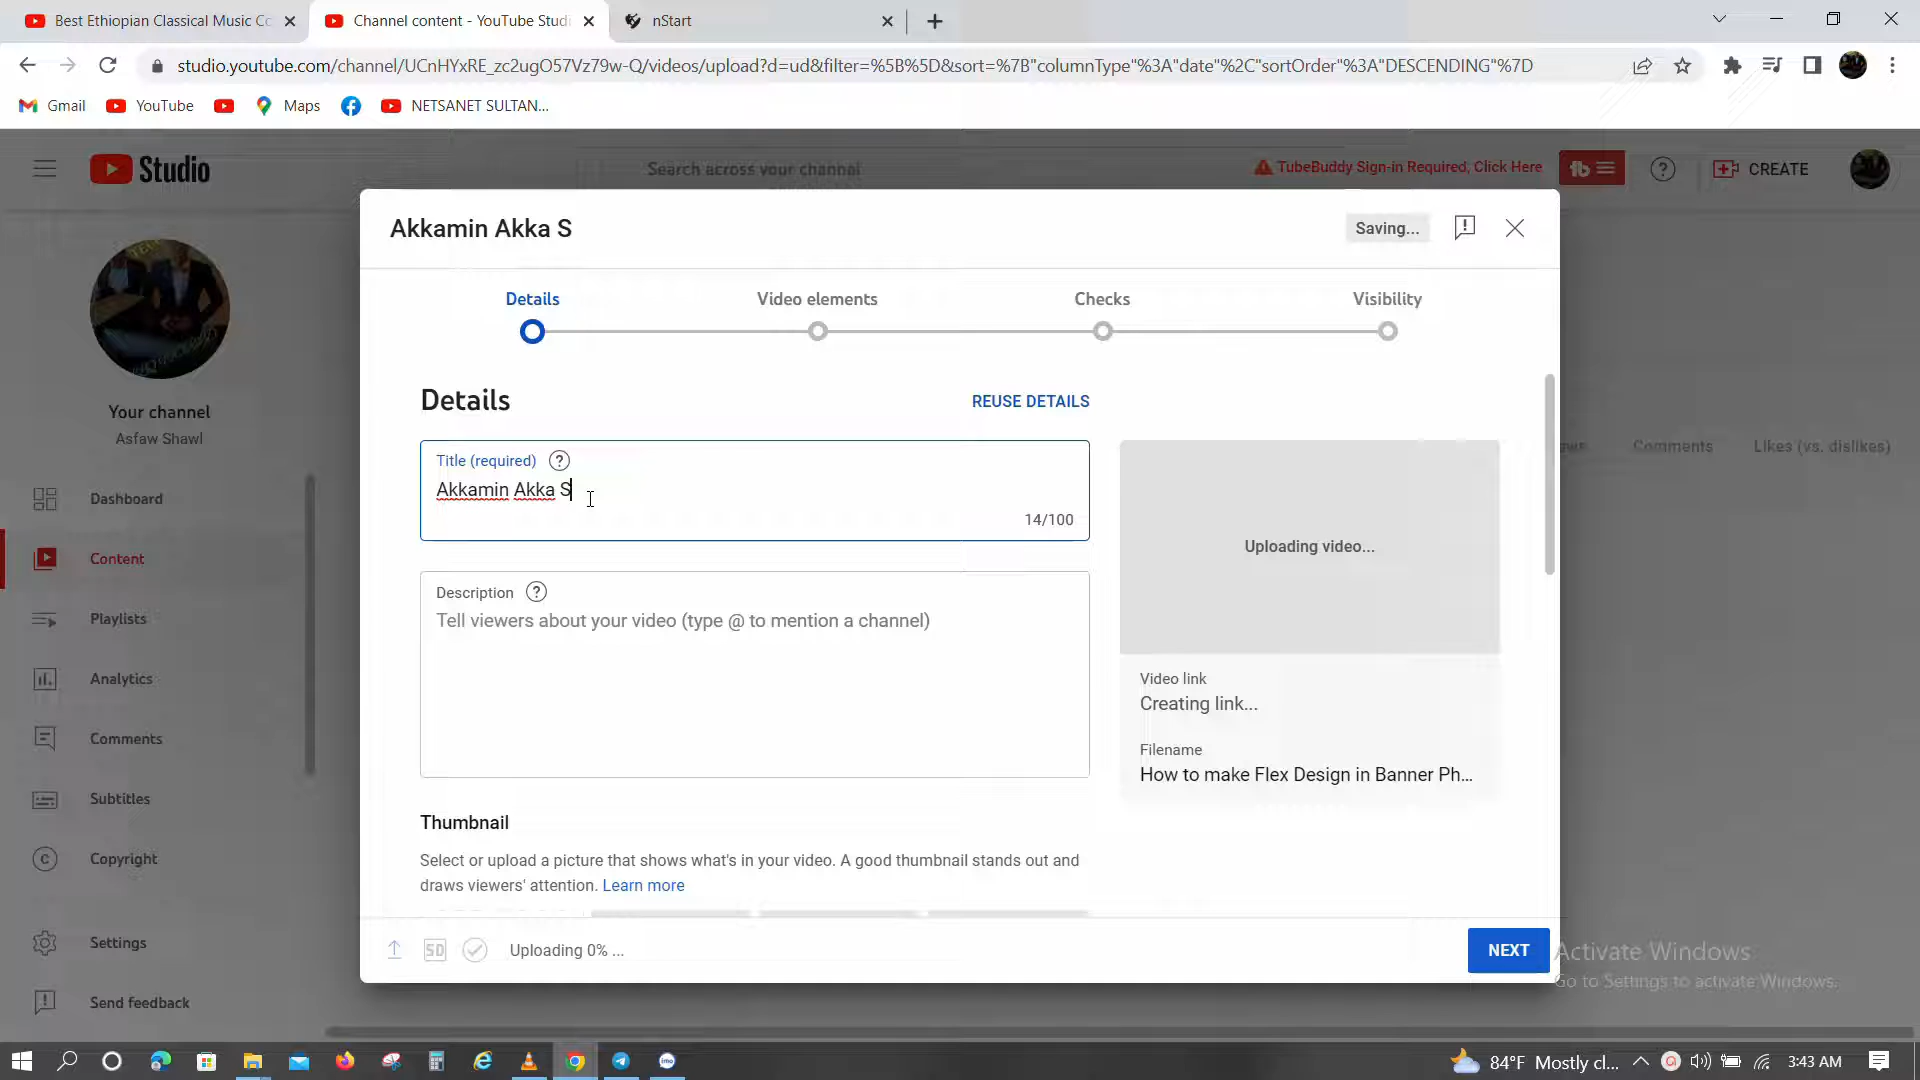 Best Ethiopian Classical Music Co
Channel content - YouTube Studi
nStart
studio.youtube.com/channel/UCnHYxRE_zc2ugO57Vz79w-Q/videos/upload?d=ud&filter=%5B%5D&sort=%7B"columnType"%3A"date"%2C"sortOrder"%3A"DESCENDING"%7D
Gmail
YouTube
Maps
NETSANET SULTAN...
Studio
Search across your channel
TubeBuddy Sign-in Required, Click Here
tb
CREATE
Akkamin Akka S
Saving...
Details
Video elements
Checks
Visibility
Your channel
Asfaw Shawl
Details
REUSE DETAILS
Comments
Likes (vs. dislikes)
Title (required)
Akkamin Akka S
14/100
Uploading video...
Dashboard
Content
Playlists
Analytics
Comments
Subtitles
Copyright
Settings
Send feedback
Description
Tell viewers about your video (type @ to mention a channel)
Video link
Creating link...
Filename
How to make Flex Design in Banner Ph...
Thumbnail
Select or upload a picture that shows what's in your video. A good thumbnail stands out and
draws viewers' attention. Learn more
SD
Uploading 0% ...
NEXT
Activate Windows
Go to Settings to activate Windows.
84°F Mostly cl...
3:43 AM